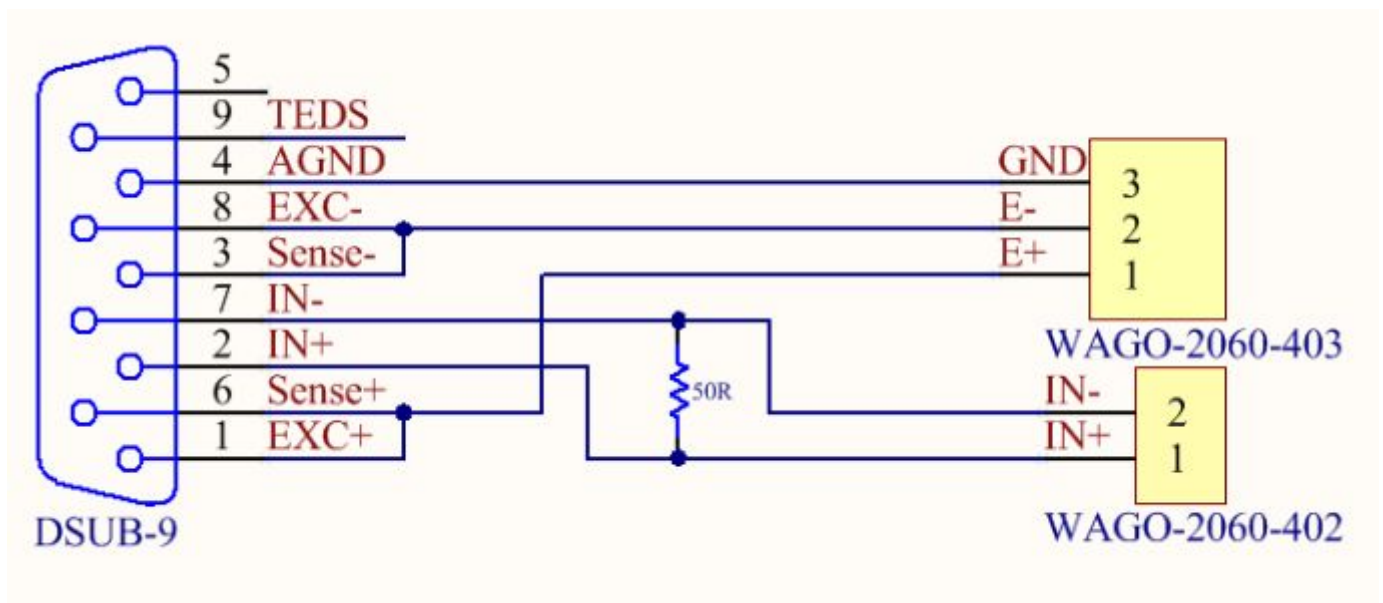 5
9 TEDS
4 AGND
8 EXC-
3 Sense-
7 IN-
2 IN+
6 Sense+
1 EXC+
DSUB-9
50R
GND 3
E- 2
E+ 1
WAGO-2060-403
IN- 2
IN+ 1
WAGO-2060-402